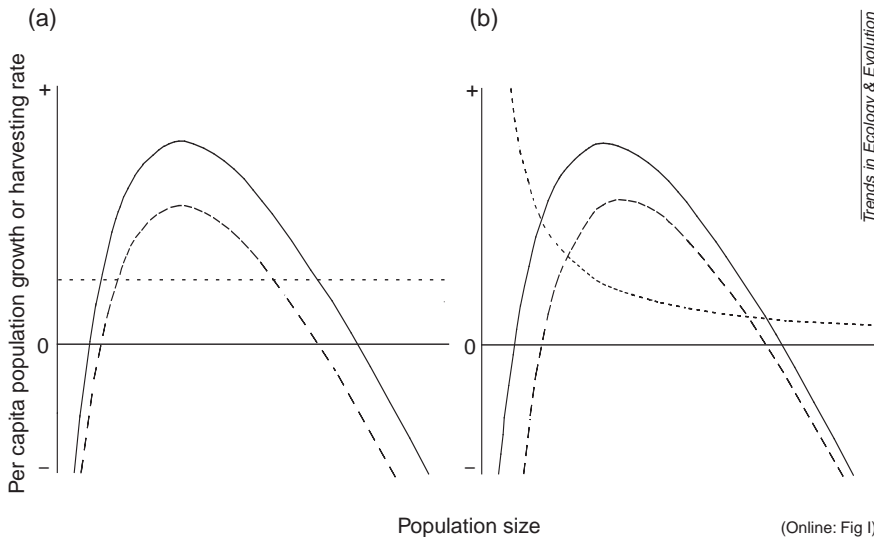 (a)
(b)
Per capita population growth or harvesting rate
+
0
–
+
0
–
Trends in Ecology & Evolution
Population size
(Online: Fig I)